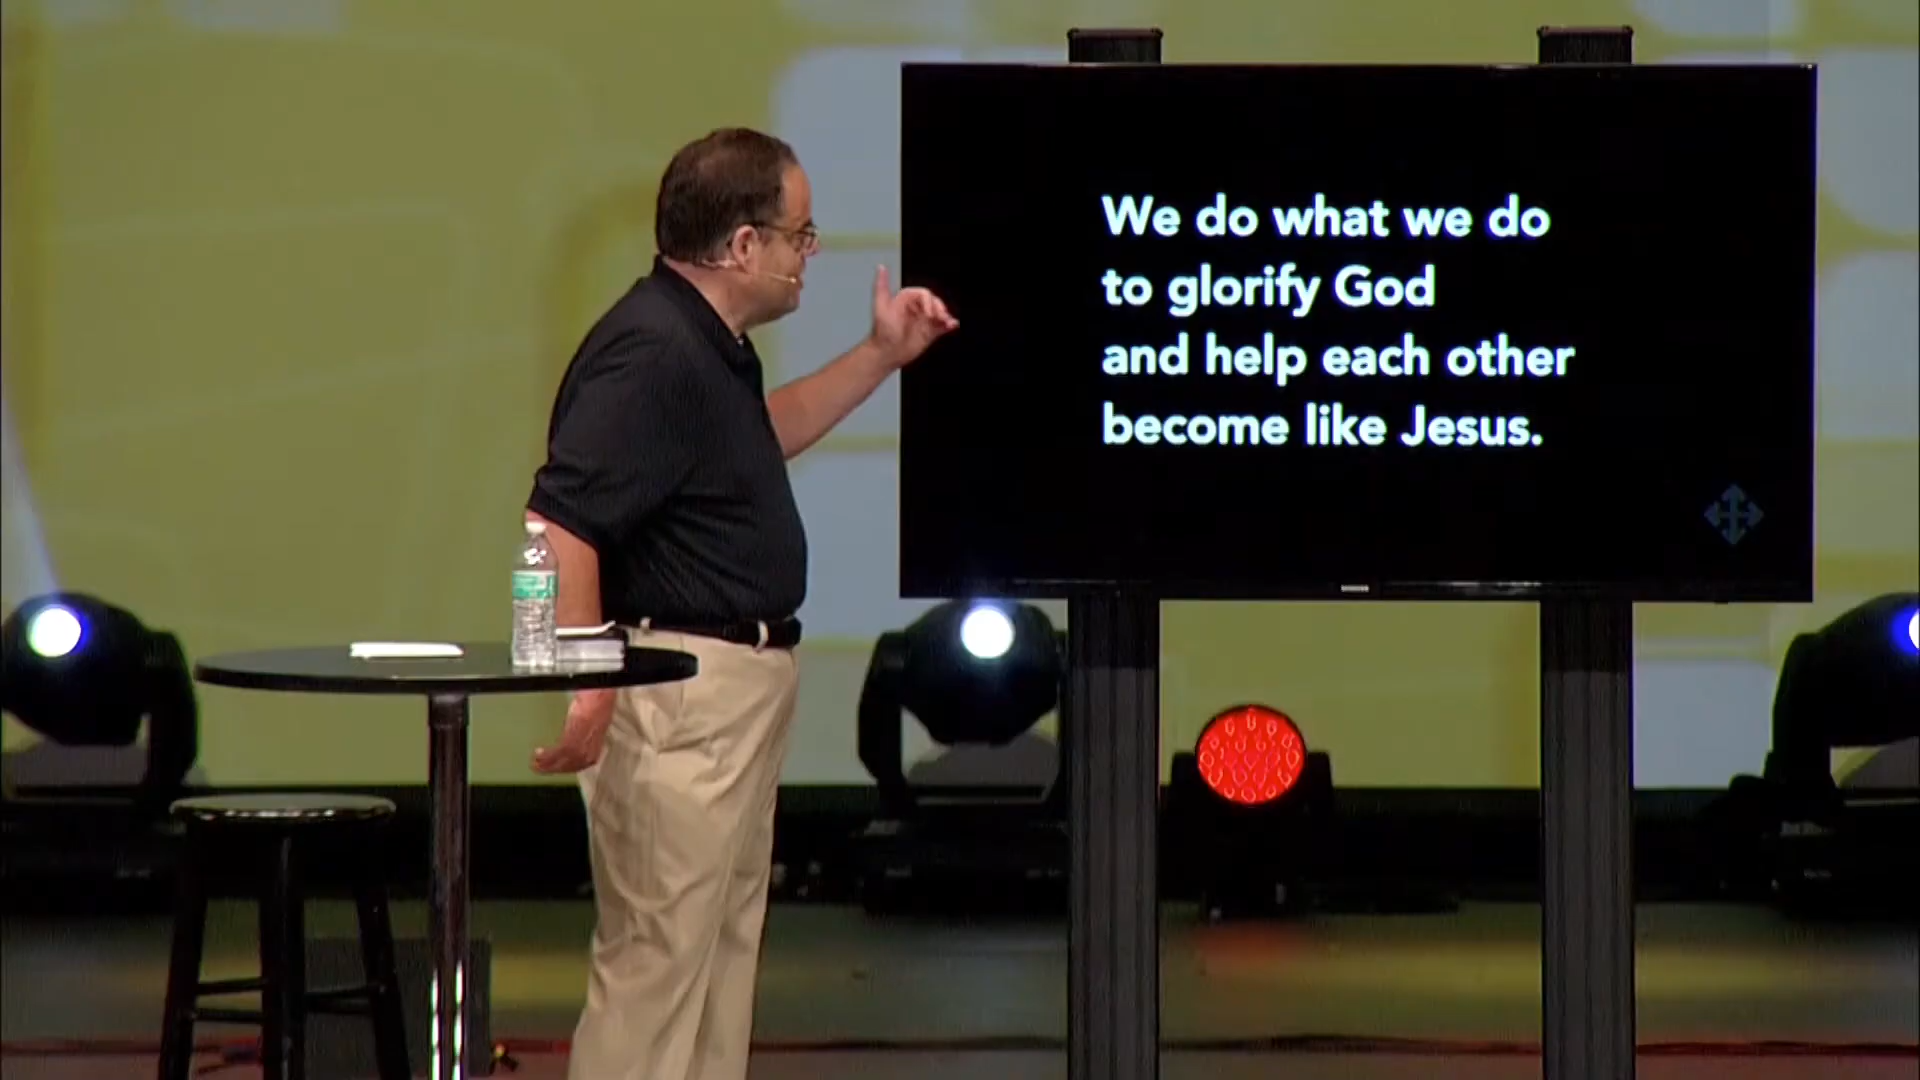 We do what we do
to glorify God
and help each other
become like Jesus.